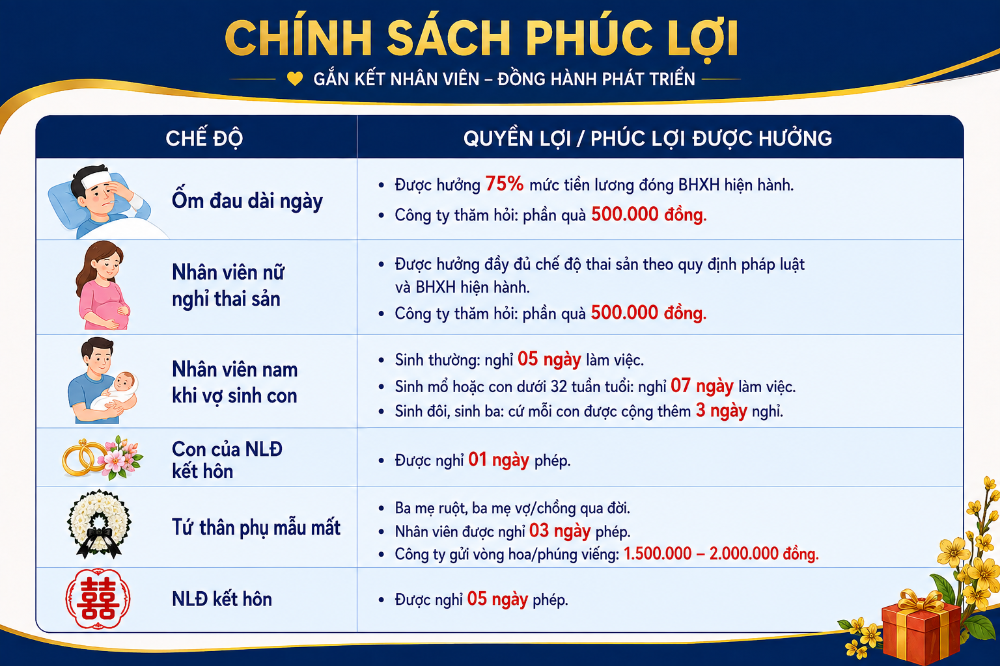 CHÍNH SÁCH PHÚC LỢI
GẮN KẾT NHÂN VIÊN – ĐỒNG HÀNH PHÁT TRIỂN
CHẾ ĐỘ
QUYỀN LỢI / PHÚC LỢI ĐƯỢC HƯỞNG
Ốm đau dài ngày
• Được hưởng 75% mức tiền lương đóng BHXH hiện hành.
• Công ty thăm hỏi: phần quà 500.000 đồng.
Nhân viên nữ
nghỉ thai sản
• Được hưởng đầy đủ chế độ thai sản theo quy định pháp luật
và BHXH hiện hành.
• Công ty thăm hỏi: phần quà 500.000 đồng.
Nhân viên nam
khi vợ sinh con
• Sinh thường: nghỉ 05 ngày làm việc.
• Sinh mổ hoặc con dưới 32 tuần tuổi: nghỉ 07 ngày làm việc.
• Sinh đôi, sinh ba: cứ mỗi con được cộng thêm 3 ngày nghỉ.
Con của NLĐ
kết hôn
• Được nghỉ 01 ngày phép.
Tứ thân phụ mẫu mất
• Ba mẹ ruột, ba mẹ vợ/chồng qua đời.
• Nhân viên được nghỉ 03 ngày phép.
• Công ty gửi vòng hoa/phúng viếng: 1.500.000 – 2.000.000 đồng.
囍
NLĐ kết hôn
• Được nghỉ 05 ngày phép.